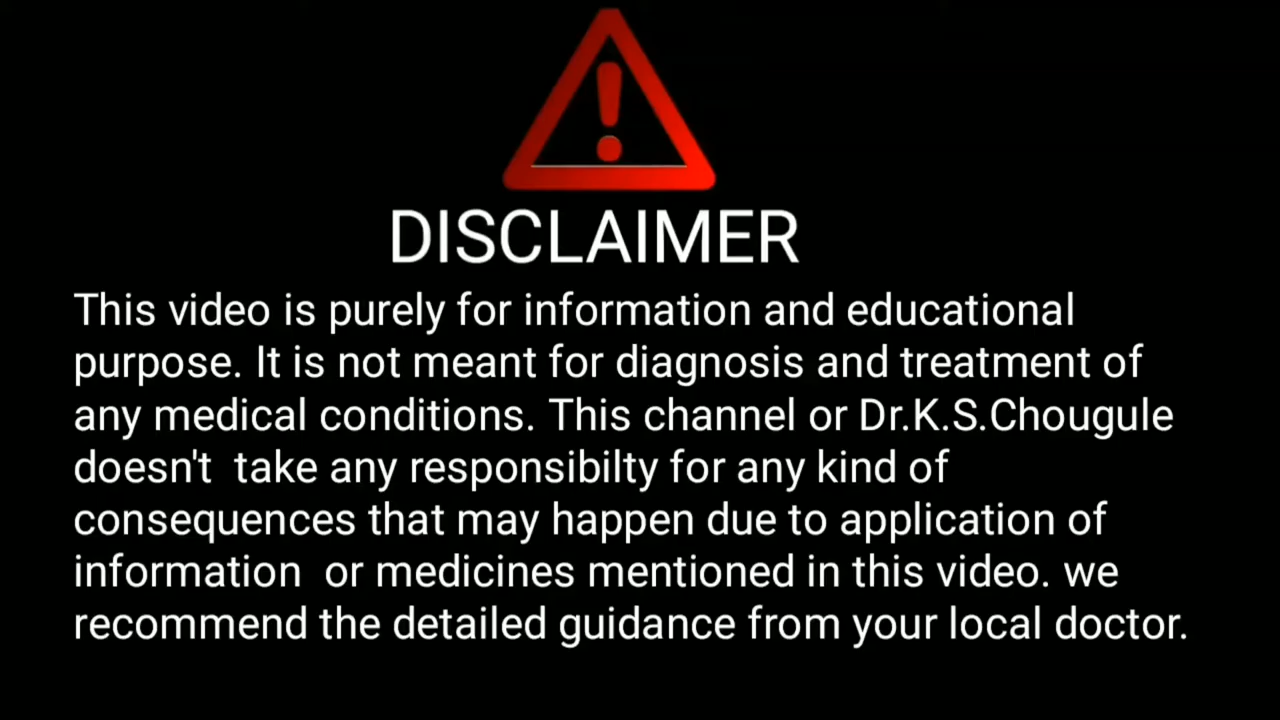 DISCLAIMER
This video is purely for information and educational
purpose. It is not meant for diagnosis and treatment of
any medical conditions. This channel or Dr.K.S.Chougule
doesn't  take any responsibilty for any kind of
consequences that may happen due to application of
information  or medicines mentioned in this video. we
recommend the detailed guidance from your local doctor.